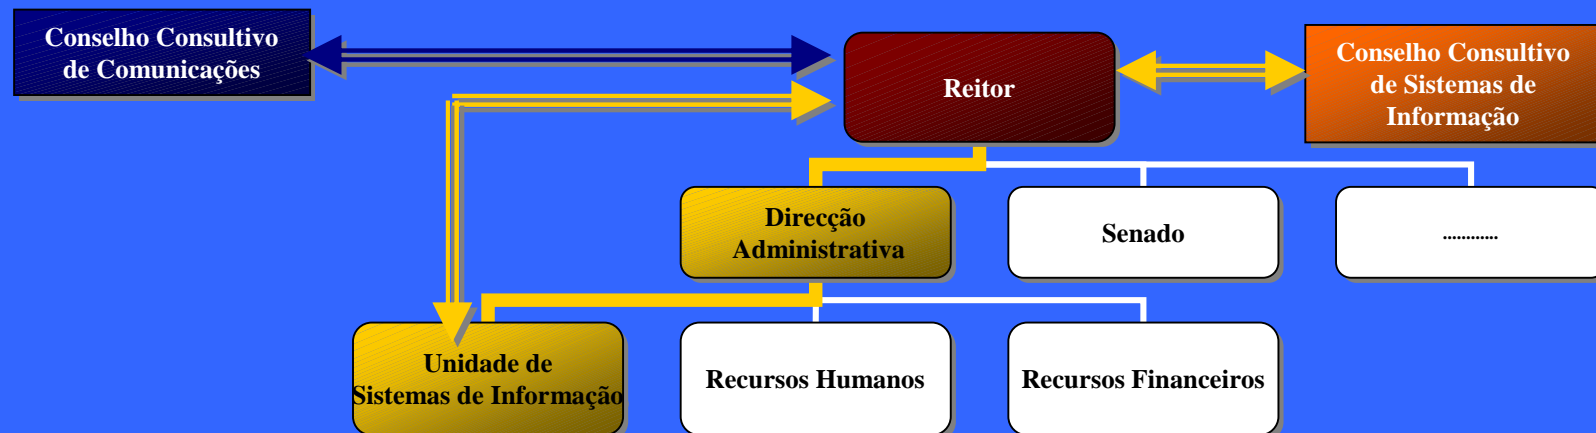 Conselho Consultivo
de Comunicações
Reitor
Conselho Consultivo
de Sistemas de
Informação
Direcção
Administrativa
Senado
............
Unidade de
Sistemas de Informação
Recursos Humanos
Recursos Financeiros